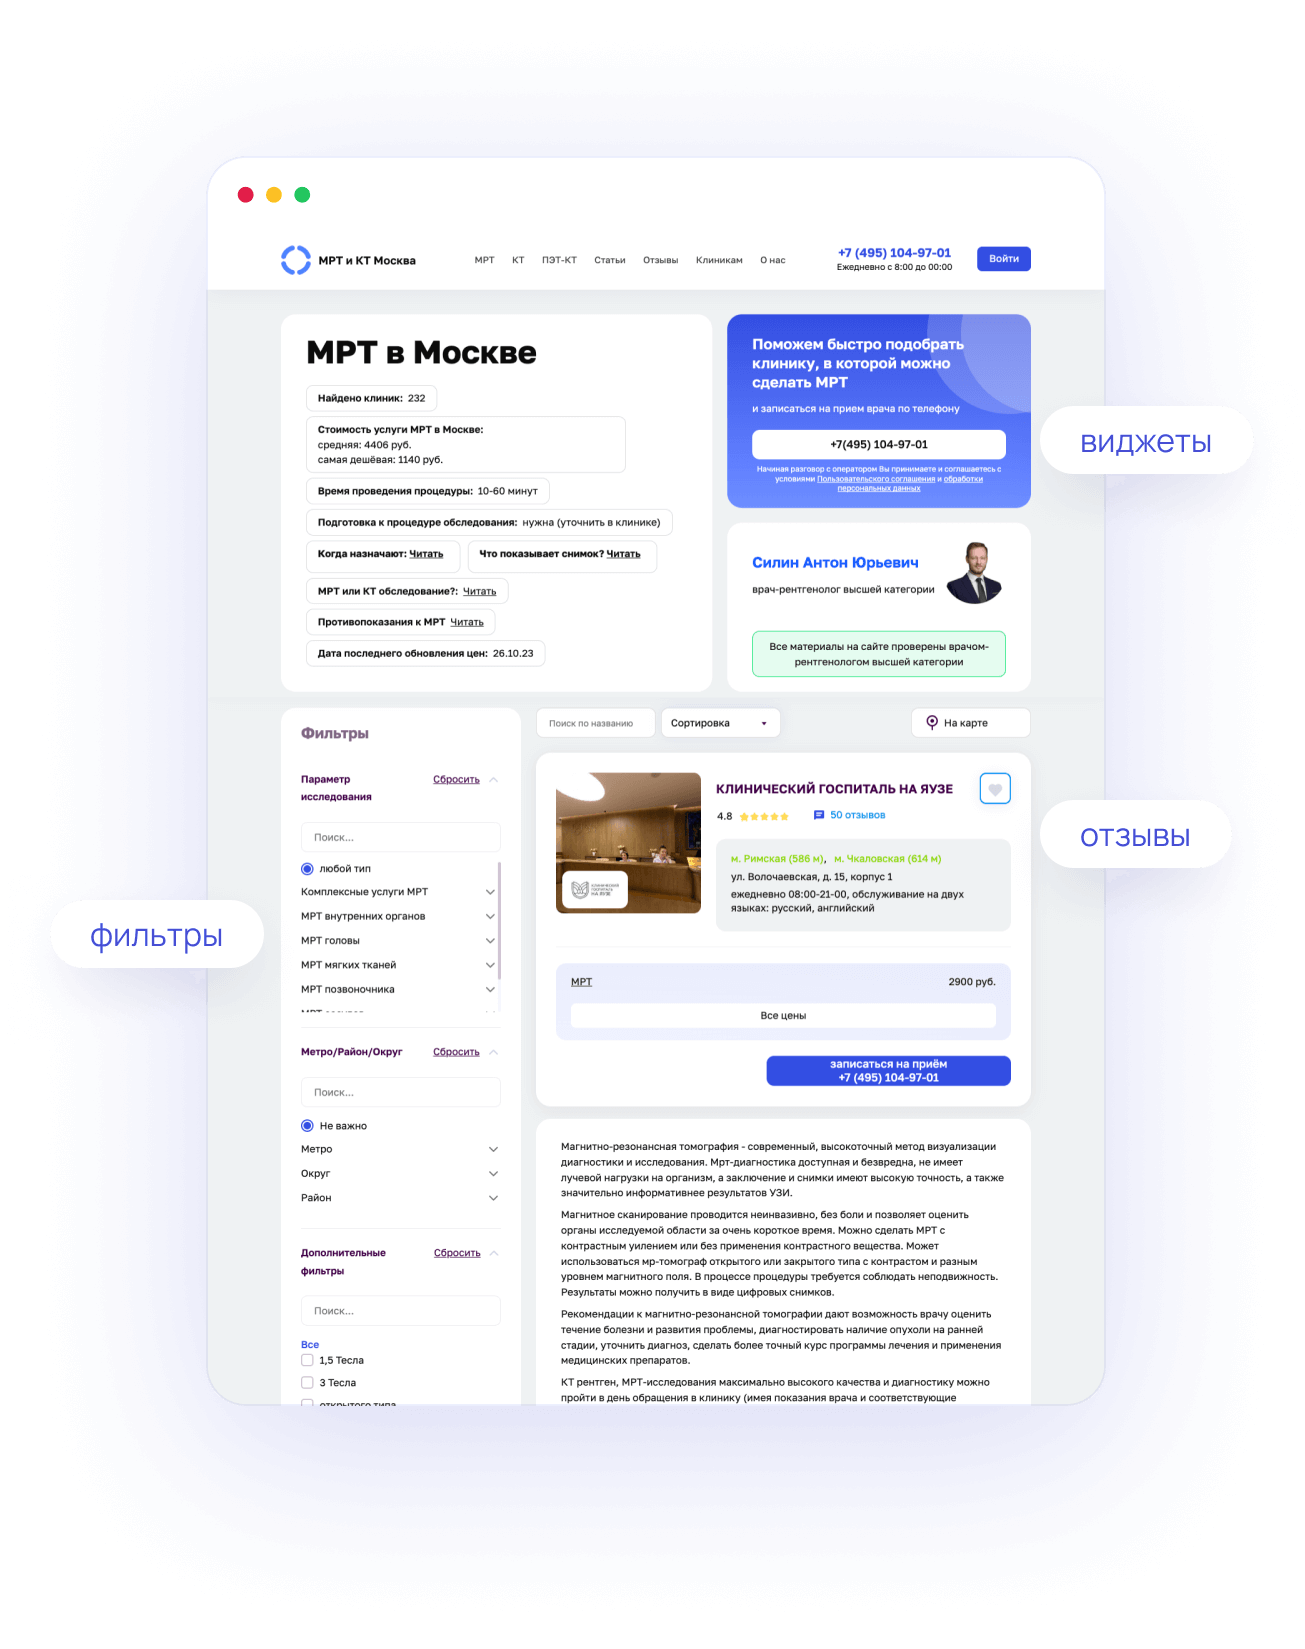 МРТ и КТ Москва
МРТ
КТ
ПЭТ-КТ
Статьи
Отзывы
Клиникам
О нас
+7 (495) 104-97-01
Ежедневно с 8:00 до 00:00
Войти
МРТ в Москве
Найдено клиник: 232
Стоимость услуги МРТ в Москве:
средняя: 4406 руб.
самая дешёвая: 1140 руб.
Время проведения процедуры: 10-60 минут
Подготовка к процедуре обследования: нужна (уточнить в клинике)
Когда назначают: Читать
Что показывает снимок? Читать
МРТ или КТ обследование?: Читать
Противопоказания к МРТ Читать
Дата последнего обновления цен: 26.10.23
Поможем быстро подобрать
клинику, в которой можно
сделать МРТ
и записаться на прием врача по телефону
+7(495) 104-97-01
Начиная разговор с оператором Вы принимаете и соглашаетесь с
условиями Пользовательского соглашения и обработки
персональных данных
виджеты
Силин Антон Юрьевич
врач-рентгенолог высшей категории
Все материалы на сайте проверены врачом-
рентгенологом высшей категории
Фильтры
Параметр
исследования
Сбросить
Поиск...
любой тип
Комплексные услуги МРТ
МРТ внутренних органов
МРТ головы
МРТ мягких тканей
МРТ позвоночника
фильтры
Метро/Район/Округ
Сбросить
Поиск...
Не важно
Метро
Округ
Район
Дополнительные
фильтры
Сбросить
Поиск...
Все
1,5 Тесла
3 Тесла
открытого типа
Поиск по названию
Сортировка
На карте
КЛИНИЧЕСКИЙ
ГОСПИТАЛЬ
НА ЯУЗЕ
КЛИНИЧЕСКИЙ ГОСПИТАЛЬ НА ЯУЗЕ
4.8
50 отзывов
м. Римская (586 м), м. Чкаловская (614 м)
ул. Волочаевская, д. 15, корпус 1
ежедневно 08:00-21-00, обслуживание на двух
языках: русский, английский
отзывы
МРТ
2900 руб.
Все цены
записаться на приём
+7 (495) 104-97-01
Магнитно-резонансная томография - современный, высокоточный метод визуализации
диагностики и исследования. Мрт-диагностика доступная и безвредна, не имеет
лучевой нагрузки на организм, а заключение и снимки имеют высокую точность, а также
значительно информативнее результатов УЗИ.
Магнитное сканирование проводится неинвазивно, без боли и позволяет оценить
органы исследуемой области за очень короткое время. Можно сделать МРТ с
контрастным уилением или без применения контрастного вещества. Может
использоваться мр-томограф открытого или закрытого типа с контрастом и разным
уровнем магнитного поля. В процессе процедуры требуется соблюдать неподвижность.
Результаты можно получить в виде цифровых снимков.
Рекомендации к магнитно-резонансной томографии дают возможность врачу оценить
течение болезни и развития проблемы, диагностировать наличие опухоли на ранней
стадии, уточнить диагноз, сделать более точный курс программы лечения и применения
медицинских препаратов.
КТ рентген, МРТ-исследования максимально высокого качества и диагностику можно
пройти в день обращения в клинику (имея показания врача и соответствующие